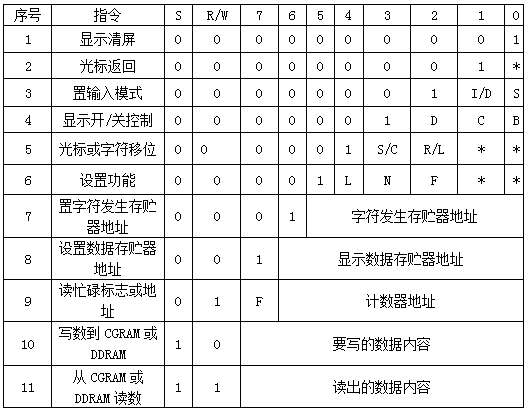 序号 指令 S R/W 7 6 5 4 3 2 1 0
1 显示清屏 0 0 0 0 0 0 0 0 0 1
2 光标返回 0 0 0 0 0 0 0 0 1 *
3 置输入模式 0 0 0 0 0 0 0 1 I/D S
4 显示开/关控制 0 0 0 0 0 0 1 D C B
5 光标或字符移位 0 0 0 0 0 1 S/C R/L * *
6 设置功能 0 0 0 0 1 L N F * *
7 置字符发生存贮 0 0 0 1 字符发生存贮器地址
器地址
8 设置数据存贮器 0 0 1 显示数据存贮器地址
地址
9 读忙碌标志或地 0 1 F 计数器地址
址
10 写数到 CGRAM 或 1 0 要写的数据内容
DDRAM
11 从 CGRAM 或 1 1 读出的数据内容
DDRAM 读数